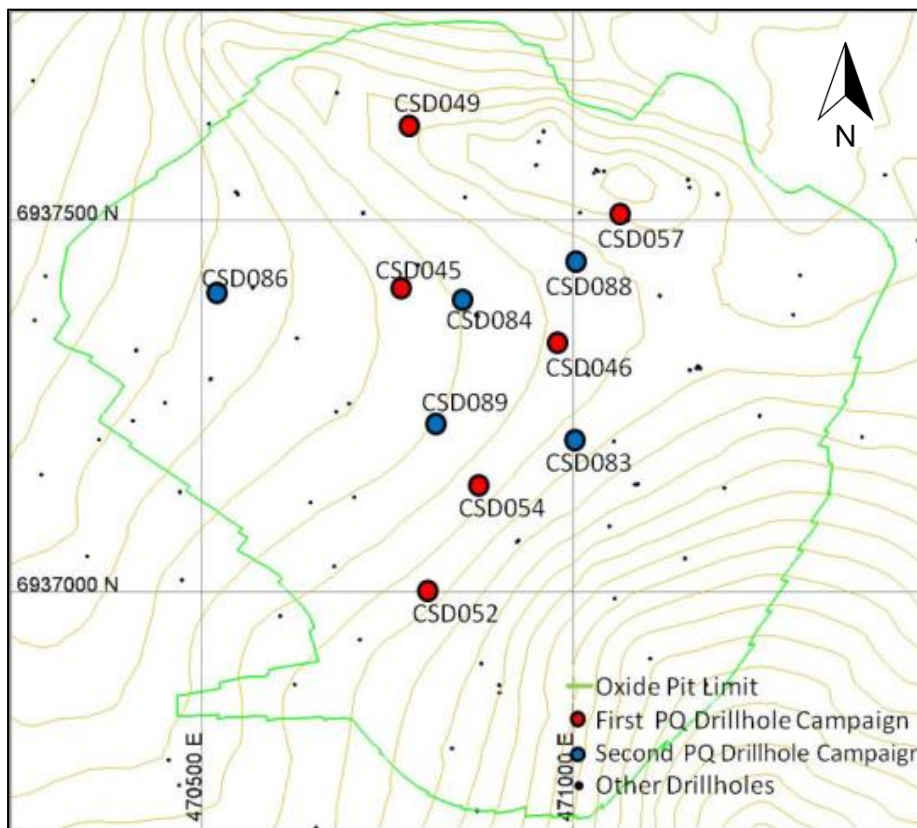 CSD049
N
6937500 N
CSD057
CSD086
CSD045
CSD088
CSD084
CSD046
CSD089
CSD083
CSD054
6937000 N
CSD052
Oxide Pit Limit
First PQ Drillhole Campaign
Second PQ Drillhole Campaign
Other Drillholes
470500 E
471000 E